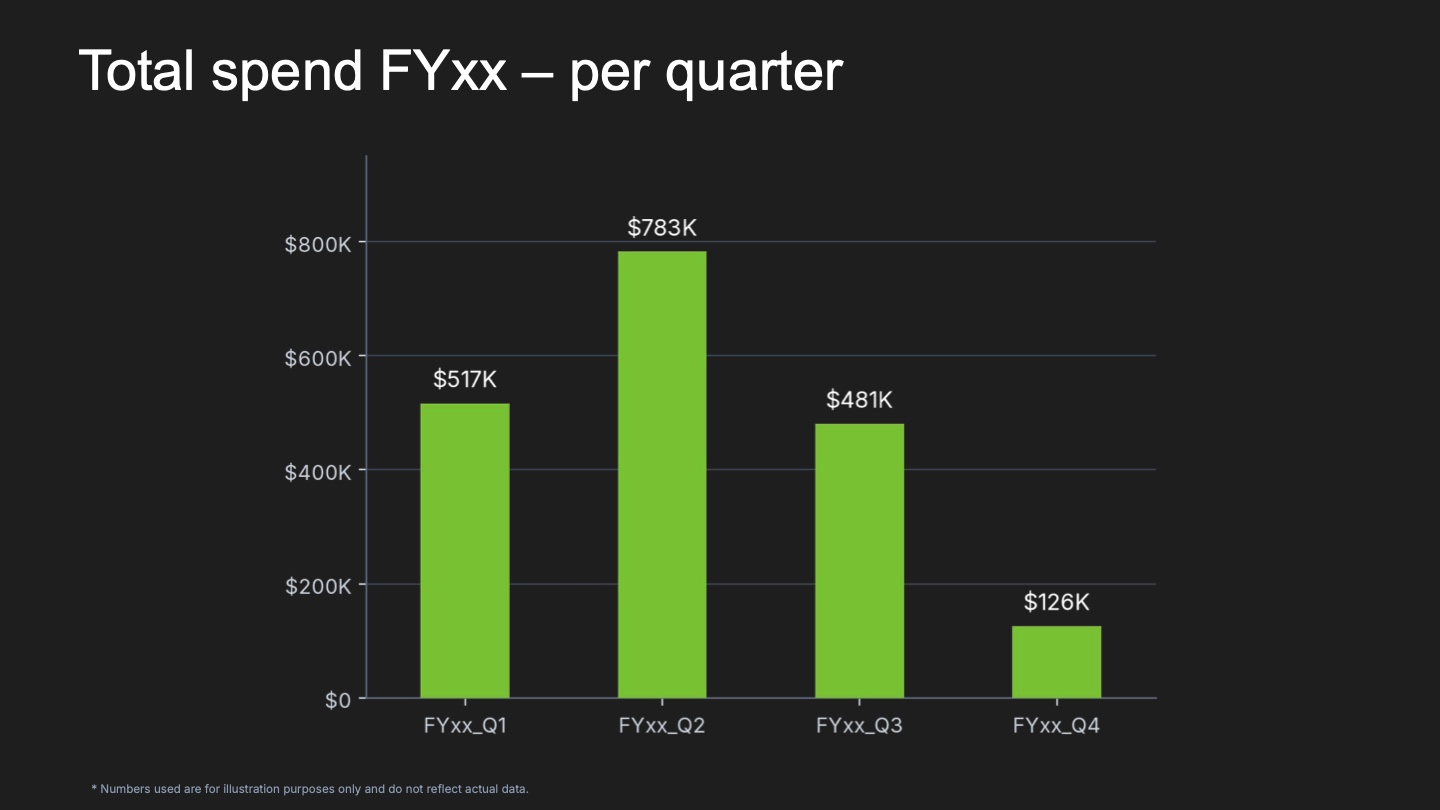 Total spend FYxx – per quarter
$783K
$800K
$600K
$517K
$481K
$400K
$200K
$126K
$0
FYxx_Q1 FYxx_Q2 FYxx_Q3 FYxx_Q4
* Numbers used are for illustration purposes only and do not reflect actual data.